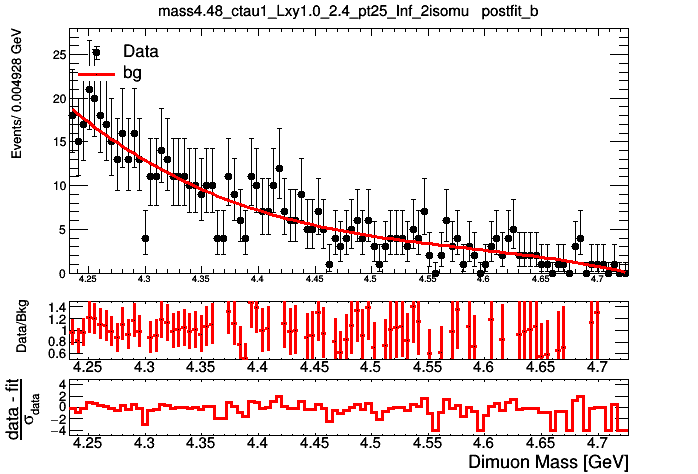 mass4.48_ctau1_Lxy1.0_2.4_pt25_Inf_2isomu postfit_b
Events/ 0.004928 GeV
25
20
15
10
5
0
Data
bg
4.25 4.3 4.35 4.4 4.45 4.5 4.55 4.6 4.65 4.7
Data/Bkg
1.4
1.2
1
0.8
0.6
4.25 4.3 4.35 4.4 4.45 4.5 4.55 4.6 4.65 4.7
data - fit
σdata
4
2
0
−2
−4
4.25 4.3 4.35 4.4 4.45 4.5 4.55 4.6 4.65 4.7
Dimuon Mass [GeV]